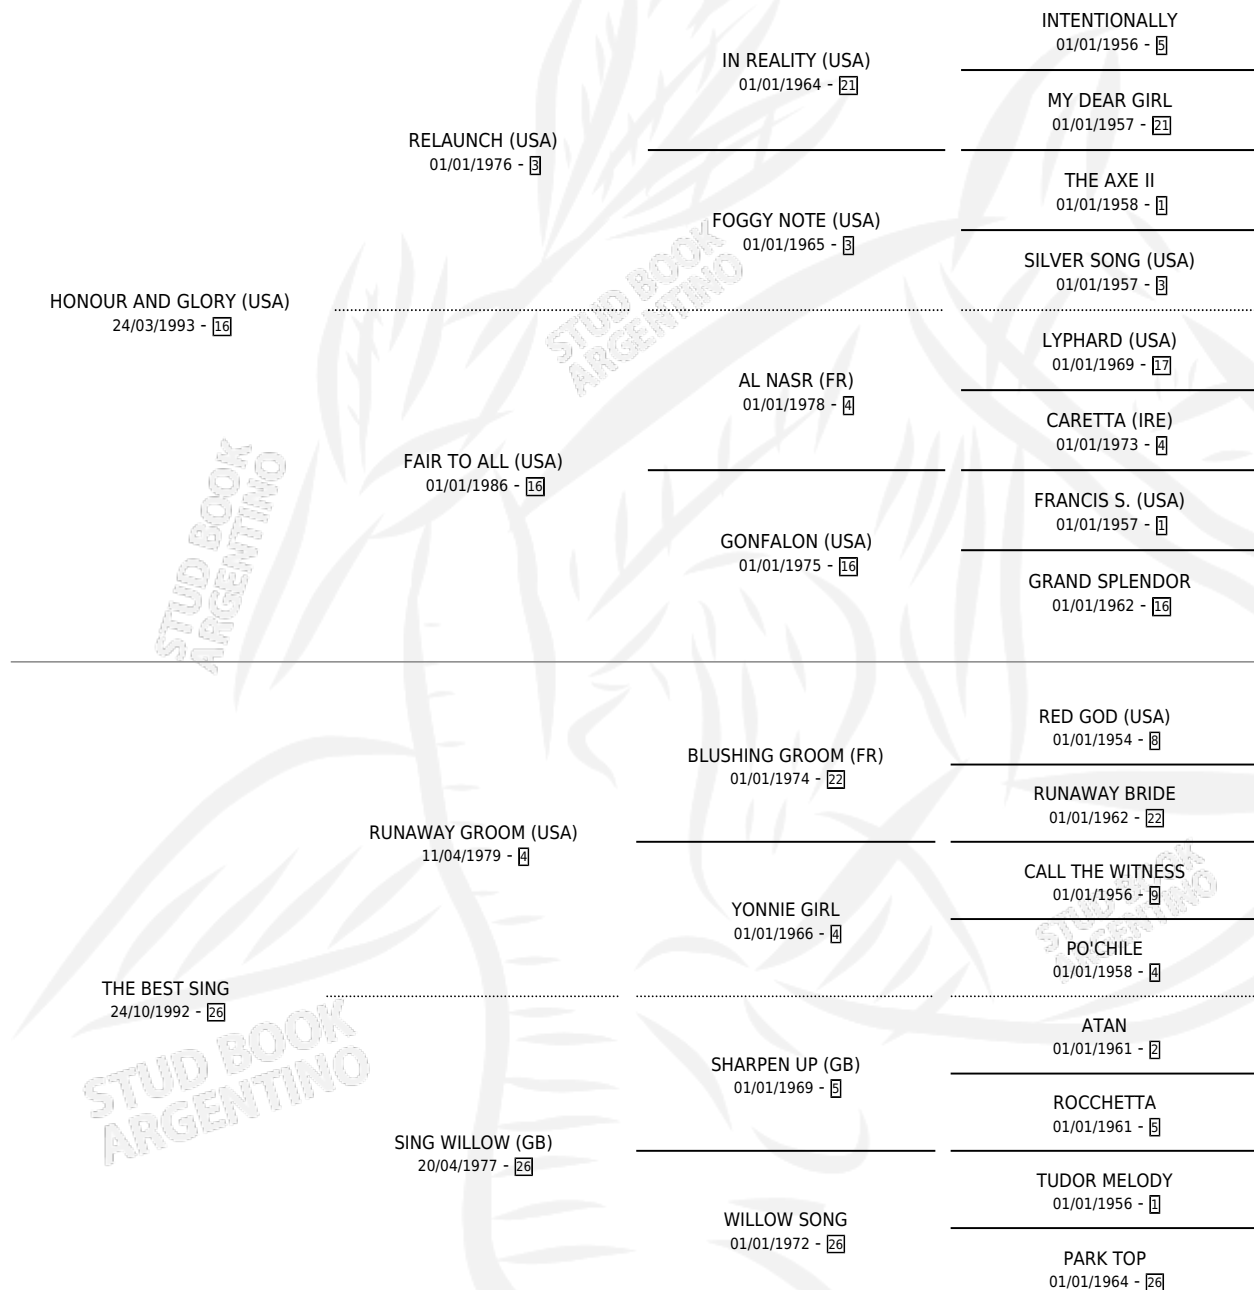 INTENTIONALLY
01/01/1956 - 5
IN REALITY (USA)
01/01/1964 - 21
MY DEAR GIRL
01/01/1957 - 21
RELAUNCH (USA)
01/01/1976 - 3
THE AXE II
01/01/1958 - 1
FOGGY NOTE (USA)
01/01/1965 - 3
SILVER SONG (USA)
01/01/1957 - 3
HONOUR AND GLORY (USA)
24/03/1993 - 16
LYPHARD (USA)
01/01/1969 - 17
AL NASR (FR)
01/01/1978 - 4
CARETTA (IRE)
01/01/1973 - 4
FAIR TO ALL (USA)
01/01/1986 - 16
FRANCIS S. (USA)
01/01/1957 - 1
GONFALON (USA)
01/01/1975 - 16
GRAND SPLENDOR
01/01/1962 - 16
RED GOD (USA)
01/01/1954 - 8
BLUSHING GROOM (FR)
01/01/1974 - 22
RUNAWAY BRIDE
01/01/1962 - 22
RUNAWAY GROOM (USA)
11/04/1979 - 4
CALL THE WITNESS
01/01/1956 - 9
YONNIE GIRL
01/01/1966 - 4
PO'CHILE
01/01/1958 - 4
THE BEST SING
24/10/1992 - 26
ATAN
01/01/1961 - 2
SHARPEN UP (GB)
01/01/1969 - 5
ROCCHETTA
01/01/1961 - 5
SING WILLOW (GB)
20/04/1977 - 26
TUDOR MELODY
01/01/1956 - 1
WILLOW SONG
01/01/1972 - 26
PARK TOP
01/01/1964 - 26
STUD BOOK
ARGENTINO
STUD BOOK
ARGENTINO
STUD BOOK
ARGENTINO
STUD BOOK
ARGENTINO